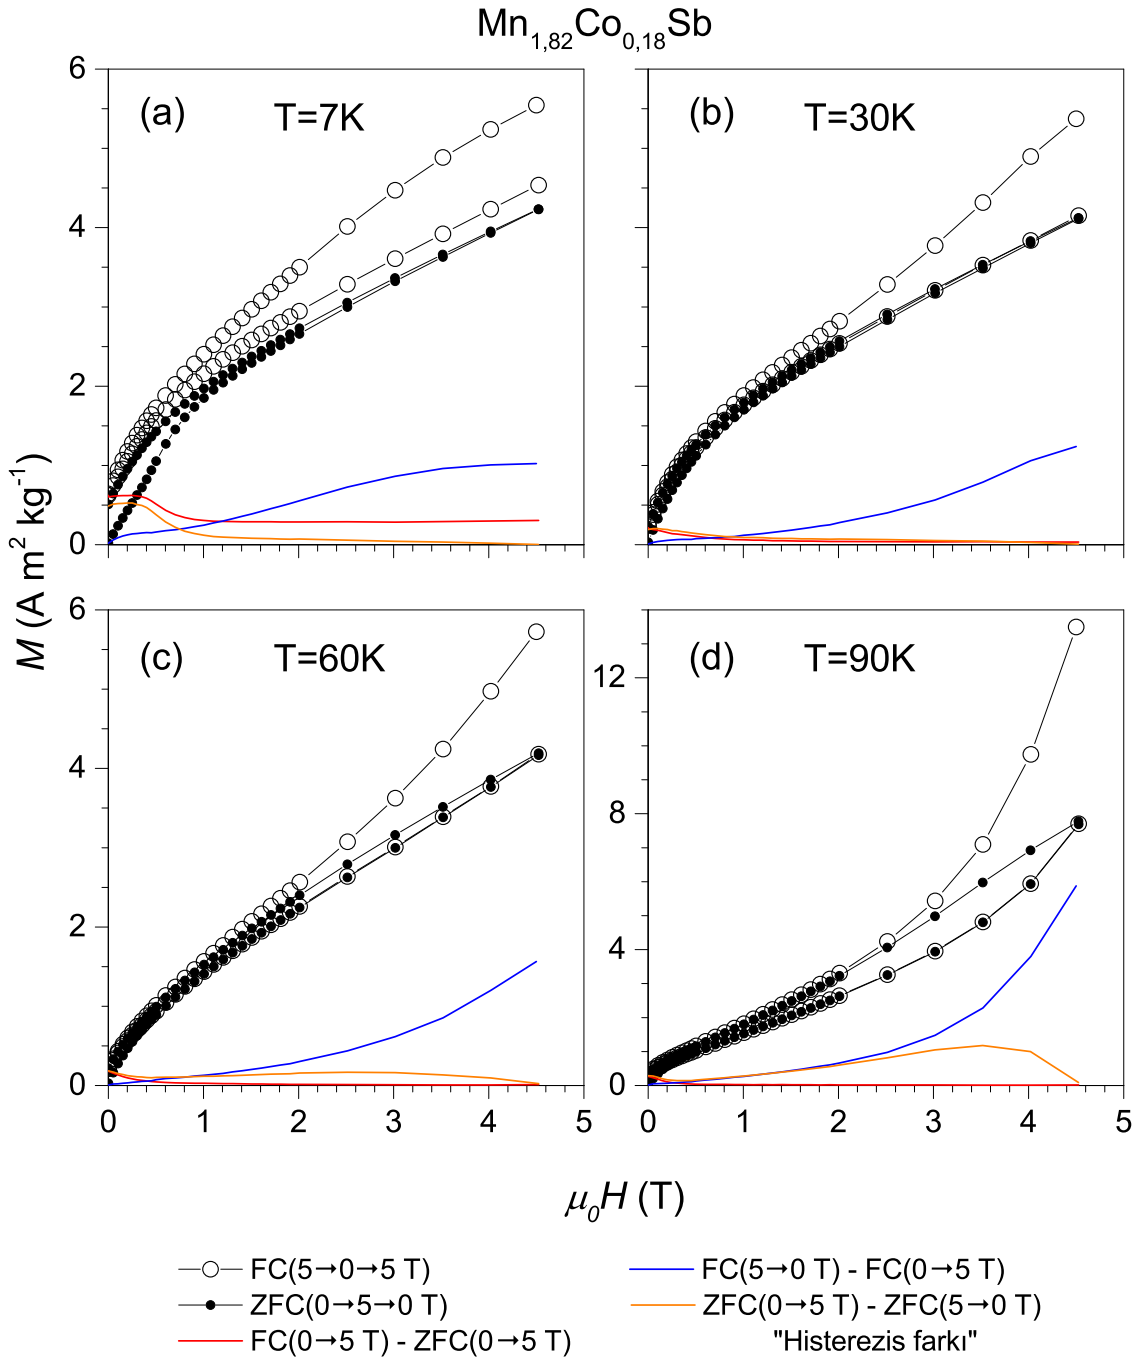 Mn1,82Co0,18Sb
(a) T=7K
(b) T=30K
6
4
2
0
M (A m2 kg-1)
(c) T=60K
(d) T=90K
6
4
2
0
12
8
4
0
0 1 2 3 4 5
0 1 2 3 4 5
μ0H (T)
FC(5→0→5 T)
ZFC(0→5→0 T)
FC(0→5 T) - ZFC(0→5 T)
FC(5→0 T) - FC(0→5 T)
ZFC(0→5 T) - ZFC(5→0 T)
"Histerezis farkı"